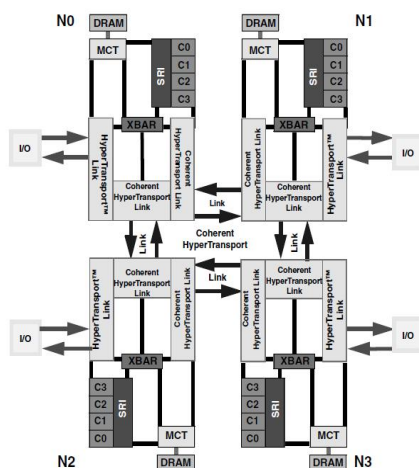 N0
N1
DRAM
DRAM
MCT
MCT
SRI
C0
C1
C2
C3
SRI
C0
C1
C2
C3
XBAR
XBAR
I/O
HyperTransport™
Link
Coherent
HyperTransport Link
Coherent
HyperTransport Link
Link
Coherent
HyperTransport Link
HyperTransport™
Link
Coherent
HyperTransport
Link
I/O
Link
Coherent
HyperTransport
Link
Link
I/O
HyperTransport™
Link
Coherent
HyperTransport Link
Coherent
HyperTransport Link
Link
Coherent
HyperTransport Link
Coherent
HyperTransport Link
HyperTransport™
Link
I/O
XBAR
XBAR
C3
C2
C1
C0
SRI
C3
C2
C1
C0
SRI
MCT
MCT
DRAM
DRAM
N2
N3